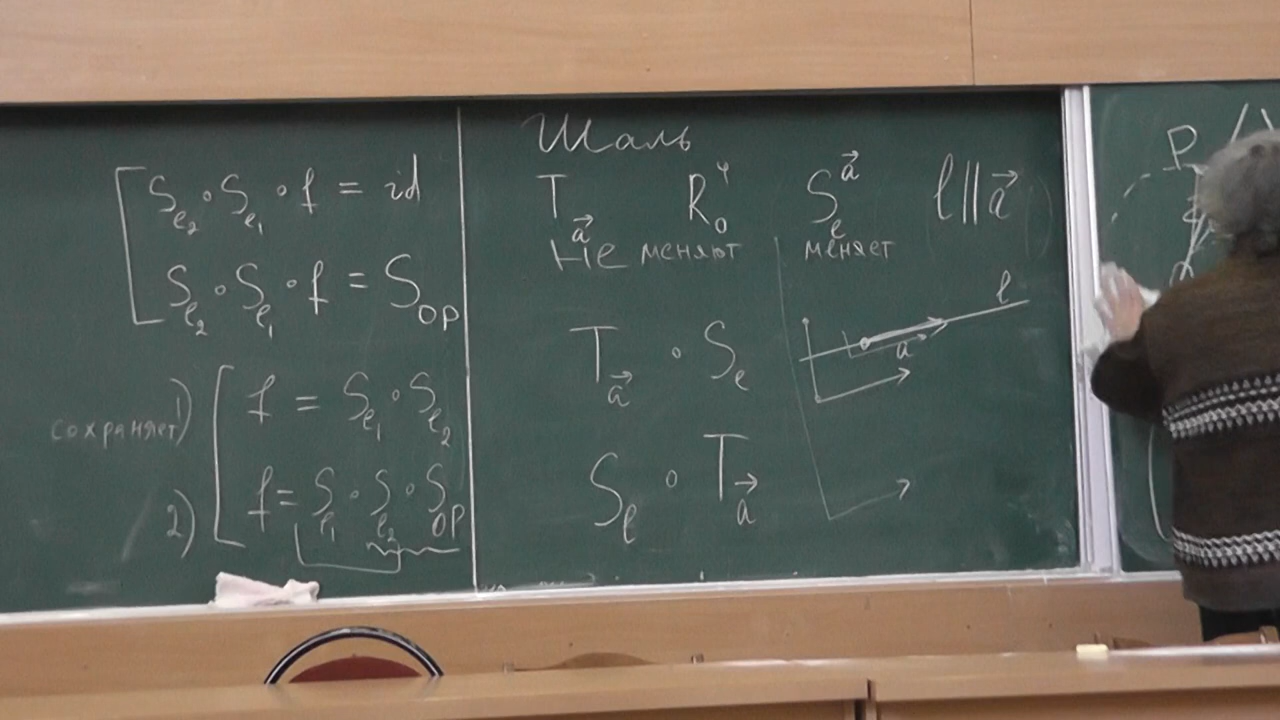 S_{ℓ_2} ∘ S_{ℓ_1} ∘ f = id
S_{ℓ_2} ∘ S_{ℓ_1} ∘ f = S_{OP}
1) f = S_{ℓ_1} ∘ S_{ℓ_2}
сохраняет
2) f = S_{ℓ_1} ∘ S_{ℓ_2} ∘ S_{OP}
Шаль
T_{\vec{a}} R_O^φ S_ℓ^{\vec{a}} ℓ ∥ \vec{a}
Не меняют меняет
ℓ
T_{\vec{a}} ∘ S_ℓ
a
S_ℓ ∘ T_{\vec{a}}
P